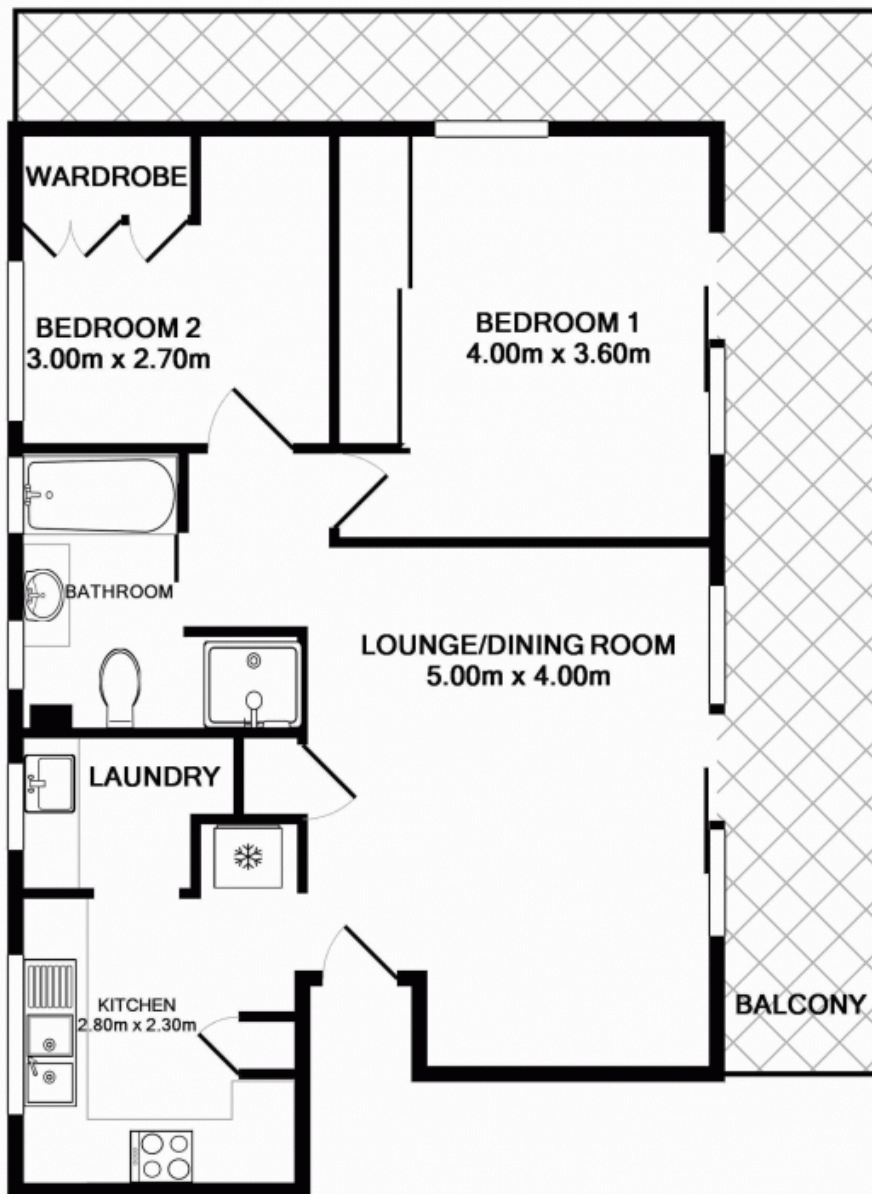 WARDROBE
BEDROOM 2
3.00m x 2.70m
BEDROOM 1
4.00m x 3.60m
BATHROOM
LOUNGE/DINING ROOM
5.00m x 4.00m
LAUNDRY
KITCHEN
2.80m x 2.30m
BALCONY